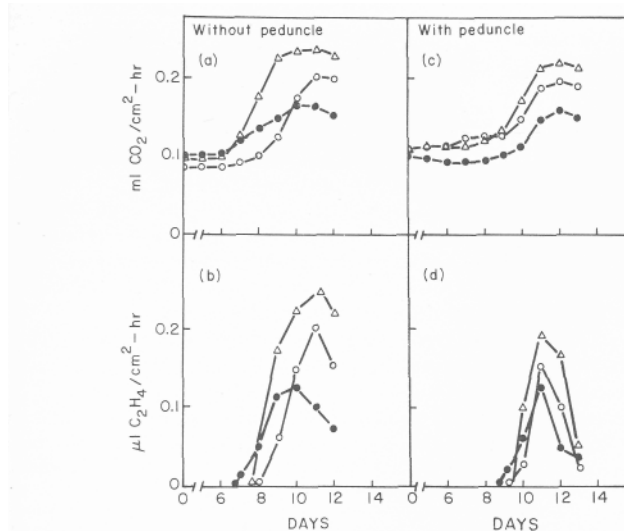 Without peduncle
With peduncle
(a)
(c)
ml CO₂/cm²-hr
0.2
0.1
0
(b)
(d)
µl C₂H₄/cm²-hr
0.2
0.1
0
0 6 8 10 12 14
0 6 8 10 12 14
DAYS
DAYS